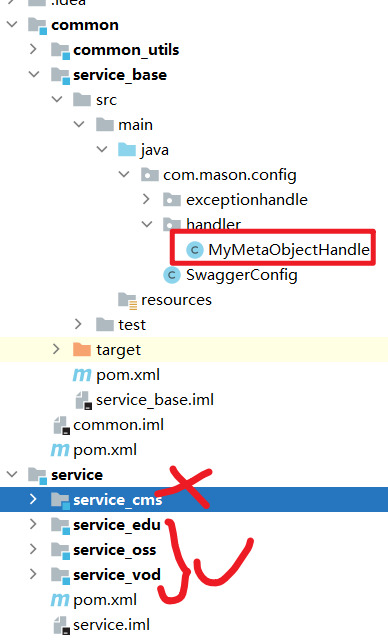 .idea
common
common_utils
service_base
src
main
java
com.mason.config
exceptionhandle
handler
MyMetaObjectHandle
SwaggerConfig
resources
test
target
pom.xml
service_base.iml
common.iml
pom.xml
service
service_cms
service_edu
service_oss
service_vod
pom.xml
service.iml